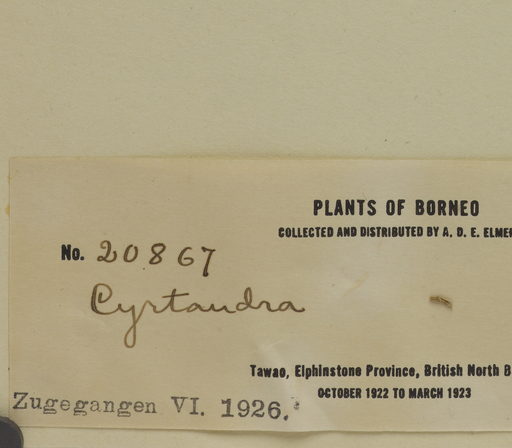 PLANTS OF BORNEO
COLLECTED AND DISTRIBUTED BY A. D. E. ELMER
No. 20867
Cyrtandra
Tawao, Elphinstone Province, British North B
OCTOBER 1922 TO MARCH 1923
Zugegangen VI. 1926.